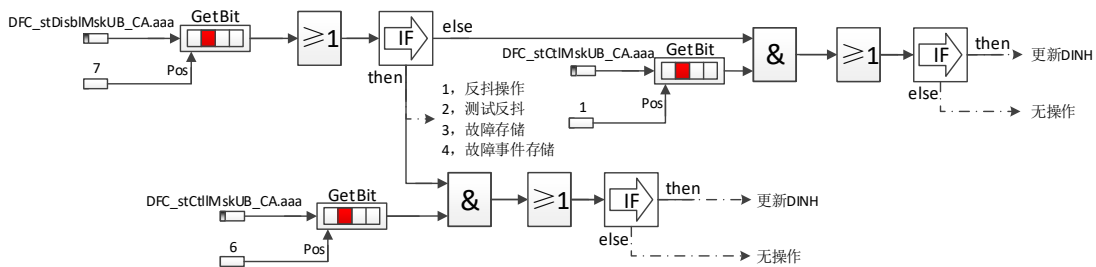 DFC_stDisblMskUB_CA.aaa
GetBit
7
Pos
≥1
IF
else
then
1，反抖操作
2，测试反抖
3，故障存储
4，故障事件存储
DFC_stCtlMskUB_CA.aaa
GetBit
1
Pos
&
≥1
IF
then
更新DINH
else
无操作
DFC_stCtllMskUB_CA.aaa
GetBit
6
Pos
&
≥1
IF
then
更新DINH
else
无操作